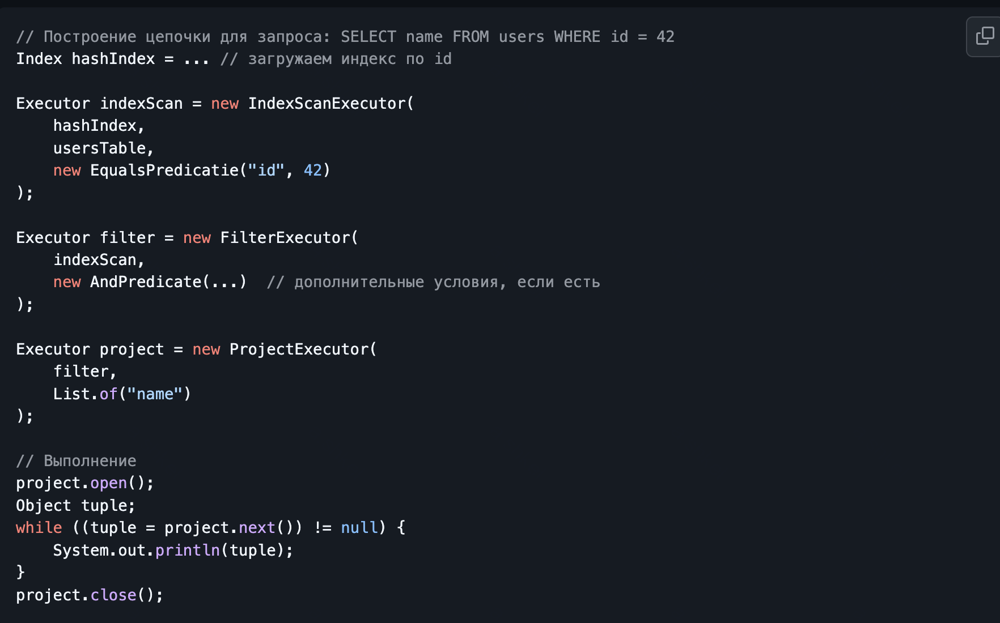 // Построение цепочки для запроса: SELECT name FROM users WHERE id = 42
Index hashIndex = ... // загружаем индекс по id
Executor indexScan = new IndexScanExecutor(
    hashIndex,
    usersTable,
    new EqualsPredicatie("id", 42)
);
Executor filter = new FilterExecutor(
    indexScan,
    new AndPredicate(...)  // дополнительные условия, если есть
);
Executor project = new ProjectExecutor(
    filter,
    List.of("name")
);
// Выполнение
project.open();
Object tuple;
while ((tuple = project.next()) != null) {
    System.out.println(tuple);
}
project.close();